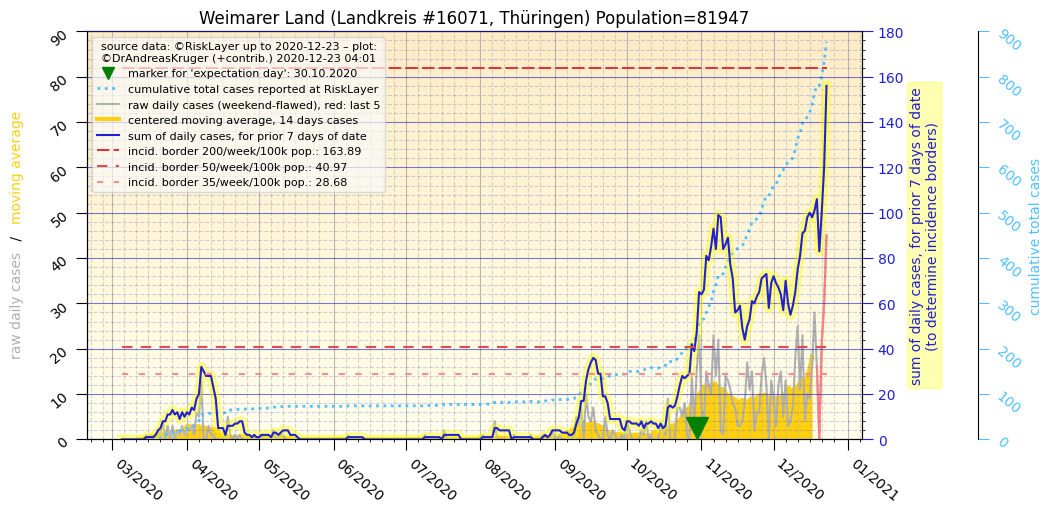 Weimarer Land (Landkreis #16071, Thüringen) Population=81947
source data: ©RiskLayer up to 2020-12-23 – plot:
©DrAndreasKruger (+contrib.) 2020-12-23 04:01
marker for 'expectation day': 30.10.2020
cumulative total cases reported at RiskLayer
raw daily cases (weekend-flawed), red: last 5
centered moving average, 14 days cases
sum of daily cases, for prior 7 days of date
incid. border 200/week/100k pop.: 163.89
incid. border 50/week/100k pop.: 40.97
incid. border 35/week/100k pop.: 28.68
raw daily cases / moving average
90
80
70
60
50
40
30
20
10
0
180
160
140
120
100
80
60
40
20
0
sum of daily cases, for prior 7 days of date
(to determine incidence borders)
900
800
700
600
500
400
300
200
100
0
cumulative total cases
03/2020
04/2020
05/2020
06/2020
07/2020
08/2020
09/2020
10/2020
11/2020
12/2020
01/2021